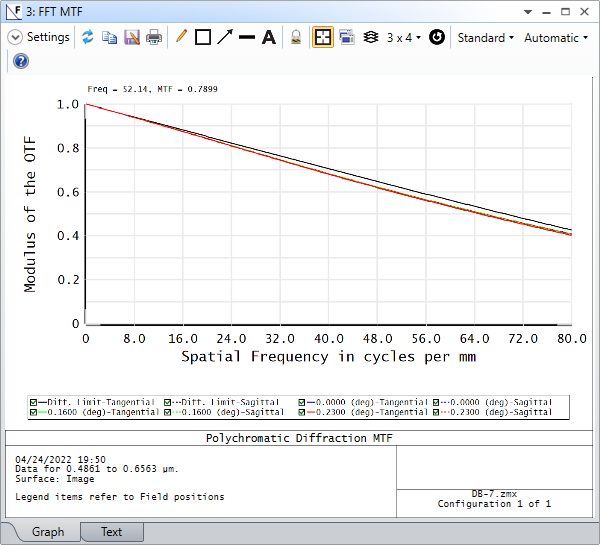 3: FFT MTF
Settings
3 x 4
Standard
Automatic
Freq = 52.14, MTF = 0.7899
1.0
0.8
0.6
0.4
0.2
0
Modulus of the OTF
0 8.0 16.0 24.0 32.0 40.0 48.0 56.0 64.0 72.0 80.0
Spatial Frequency in cycles per mm
Diff. Limit-Tangential Diff. Limit-Sagittal 0.0000 (deg)-Tangential 0.0000 (deg)-Sagittal
0.1600 (deg)-Tangential 0.1600 (deg)-Sagittal 0.2300 (deg)-Tangential 0.2300 (deg)-Sagittal
Polychromatic Diffraction MTF
04/24/2022 19:50
Data for 0.4861 to 0.6563 µm.
Surface: Image
Legend items refer to Field positions
DB-7.zmx
Configuration 1 of 1
Graph Text